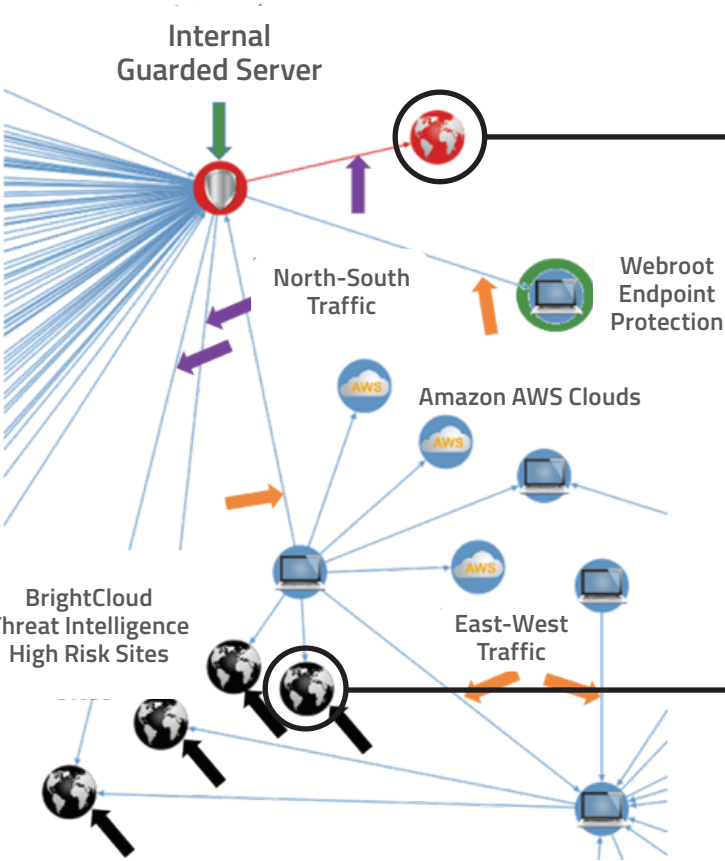 Internal
Guarded Server
North-South
Traffic
Webroot
Endpoint
Protection
AWS
Amazon AWS Clouds
AWS
AWS
BrightCloud
Threat Intelligence
High Risk Sites
East-West
Traffic